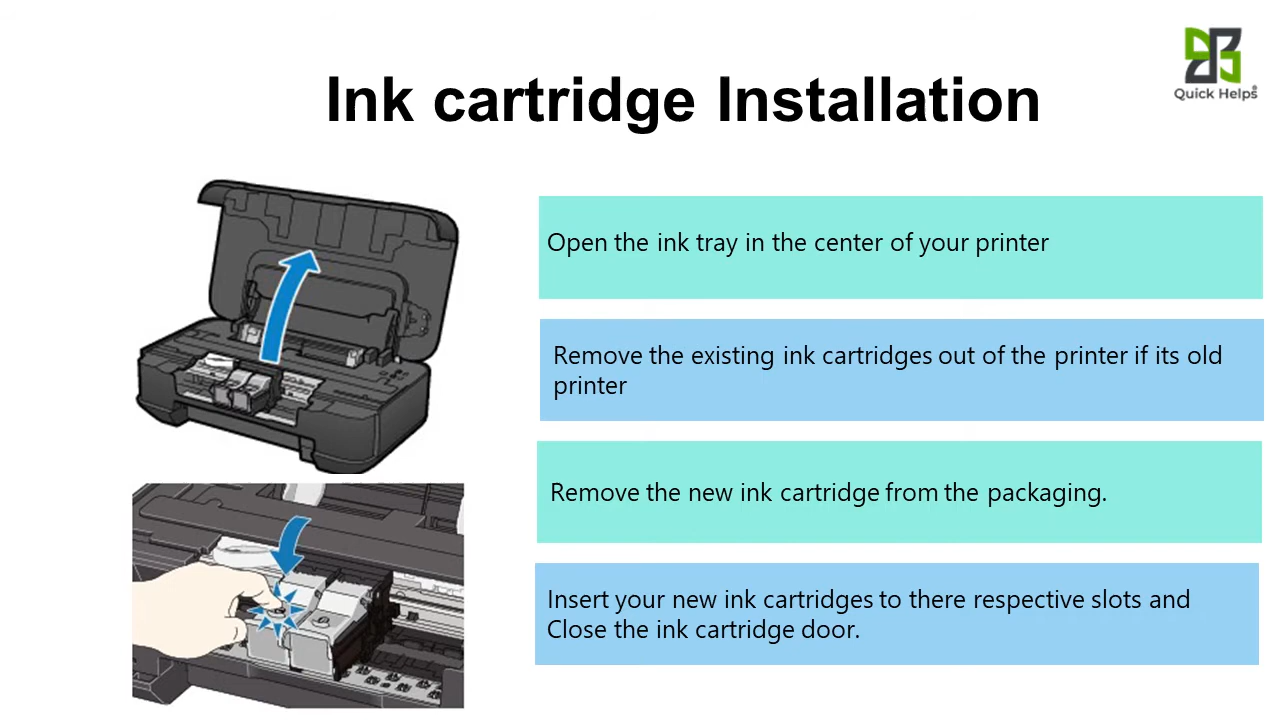 Quick Helps®
Ink cartridge Installation
Open the ink tray in the center of your printer
Remove the existing ink cartridges out of the printer if its old
printer
Remove the new ink cartridge from the packaging.
Insert your new ink cartridges to there respective slots and
Close the ink cartridge door.